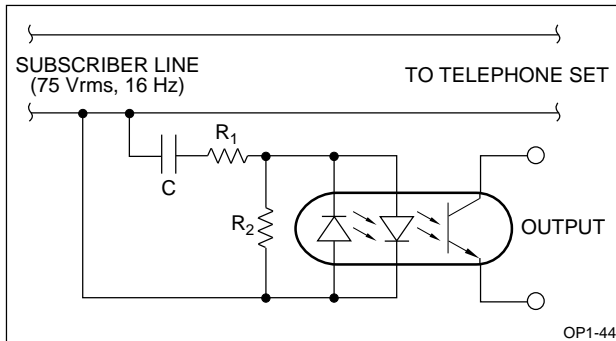 SUBSCRIBER LINE
(75 Vrms, 16 Hz)
TO TELEPHONE SET
R₁
C
R₂
OUTPUT
OP1-44